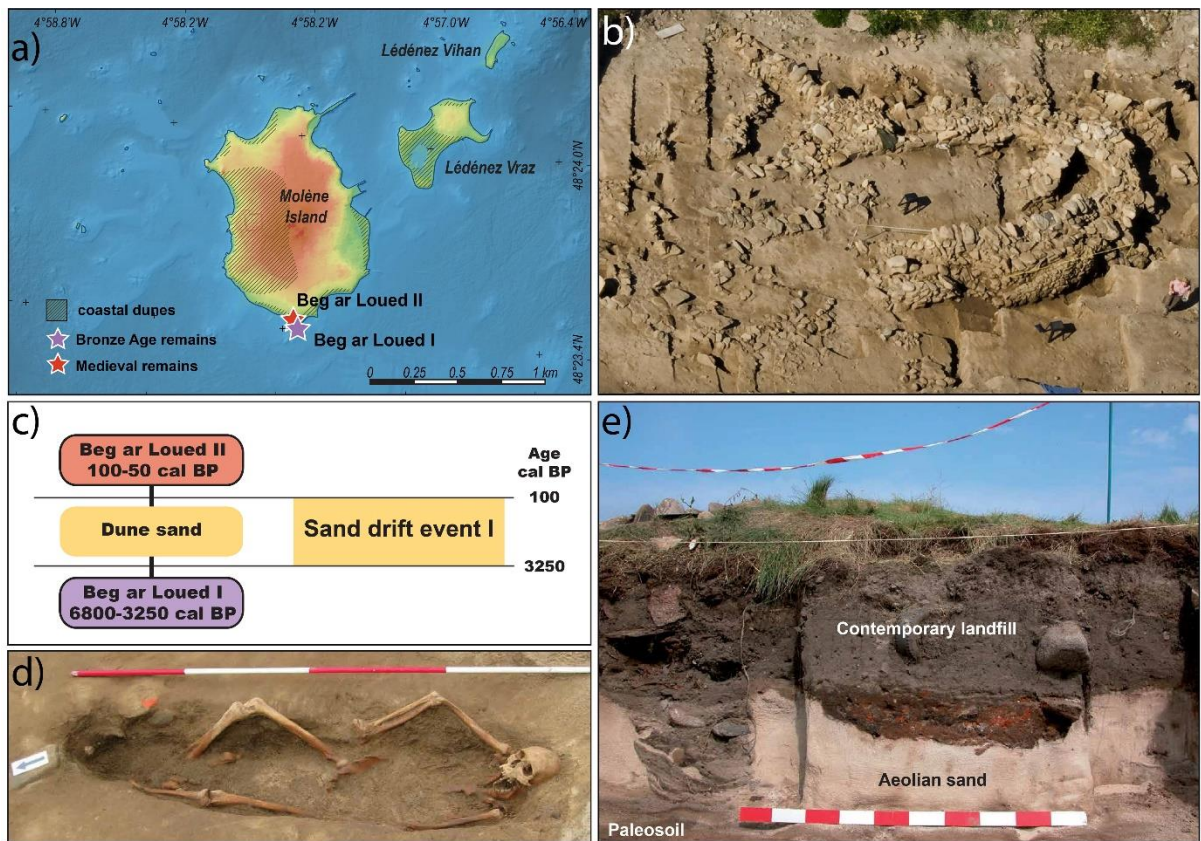 a)
4°58.8'W
4°58.2'W
4°58.2'W
4°57.0'W
4°56.4'W
Lédénez Vihan
Lédénez Vraz
48°24.0'N
Molène
Island
Beg ar Loued II
Beg ar Loued I
48°23.4'N
coastal dunes
Bronze Age remains
Medieval remains
0 0.25 0.5 0.75 1 km
b)
c)
Beg ar Loued II
100-50 cal BP
Dune sand
Beg ar Loued I
6800-3250 cal BP
Sand drift event I
Age
cal BP
100
3250
d)
e)
Contemporary landfill
Aeolian sand
Paleosoil